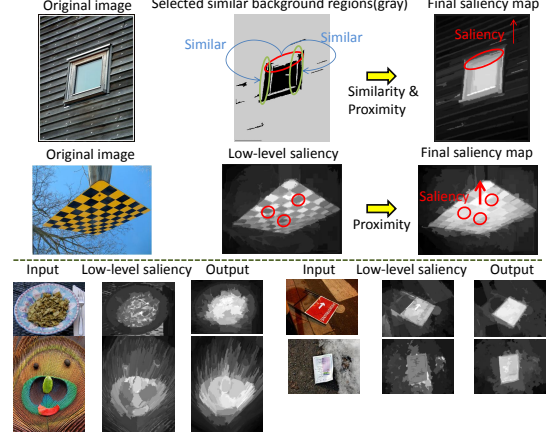 Original image
Selected similar background regions(gray)
Final saliency map
Similar
Similar
Saliency
Similarity &
Proximity
Original image
Low-level saliency
Final saliency map
Saliency
Proximity
Input
Low-level saliency
Output
Input
Low-level saliency
Output